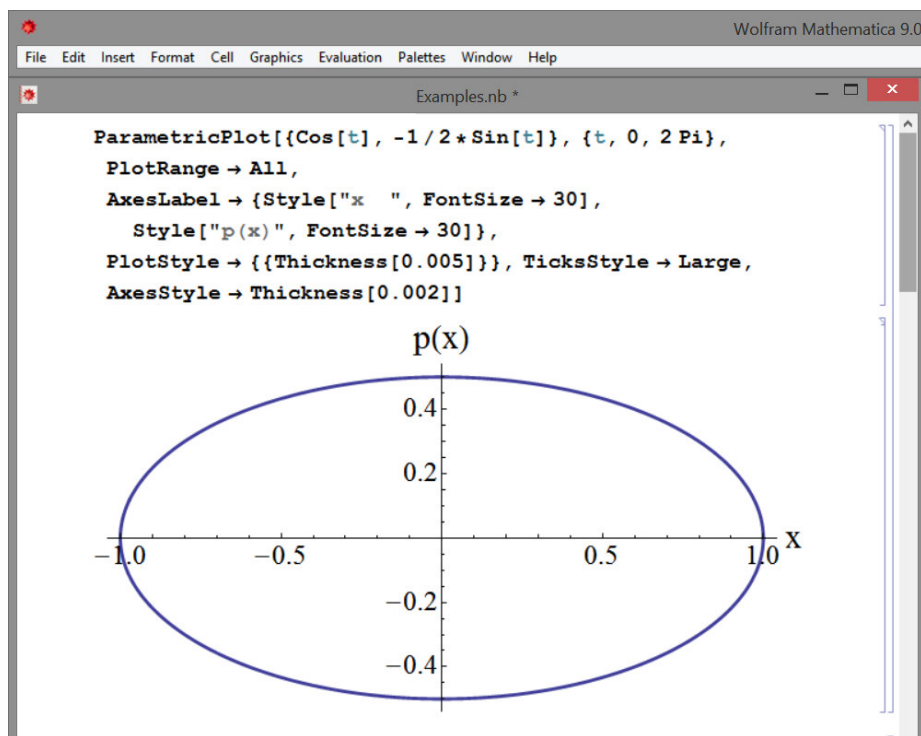 Wolfram Mathematica 9.0
File Edit Insert Format Cell Graphics Evaluation Palettes Window Help
Examples.nb *
ParametricPlot[{Cos[t], -1/2*Sin[t]}, {t, 0, 2 Pi},
PlotRange → All,
AxesLabel → {Style["x  ", FontSize → 30],
Style["p(x)", FontSize → 30]},
PlotStyle → {{Thickness[0.005]}}, TicksStyle → Large,
AxesStyle → Thickness[0.002]]
p(x)
0.4
0.2
−1.0 −0.5 0.5 1.0 x
−0.2
−0.4